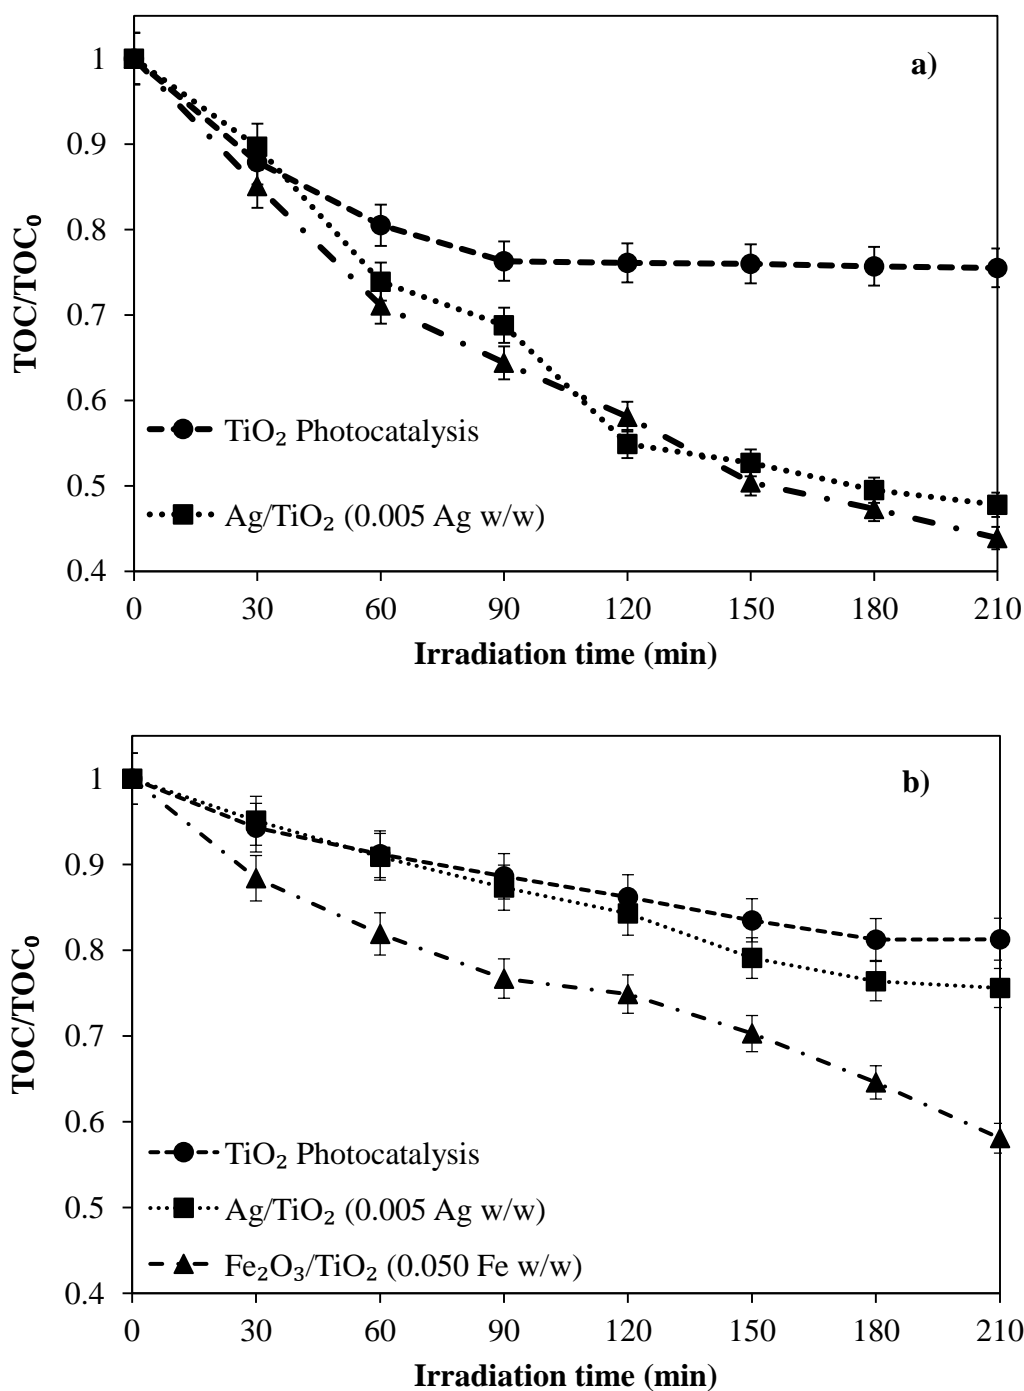 a)
1
0.9
0.8
0.7
0.6
0.5
0.4
TOC/TOC₀
TiO₂ Photocatalysis
Ag/TiO₂ (0.005 Ag w/w)
0 30 60 90 120 150 180 210
Irradiation time (min)
b)
1
0.9
0.8
0.7
0.6
0.5
0.4
TOC/TOC₀
TiO₂ Photocatalysis
Ag/TiO₂ (0.005 Ag w/w)
Fe₂O₃/TiO₂ (0.050 Fe w/w)
0 30 60 90 120 150 180 210
Irradiation time (min)